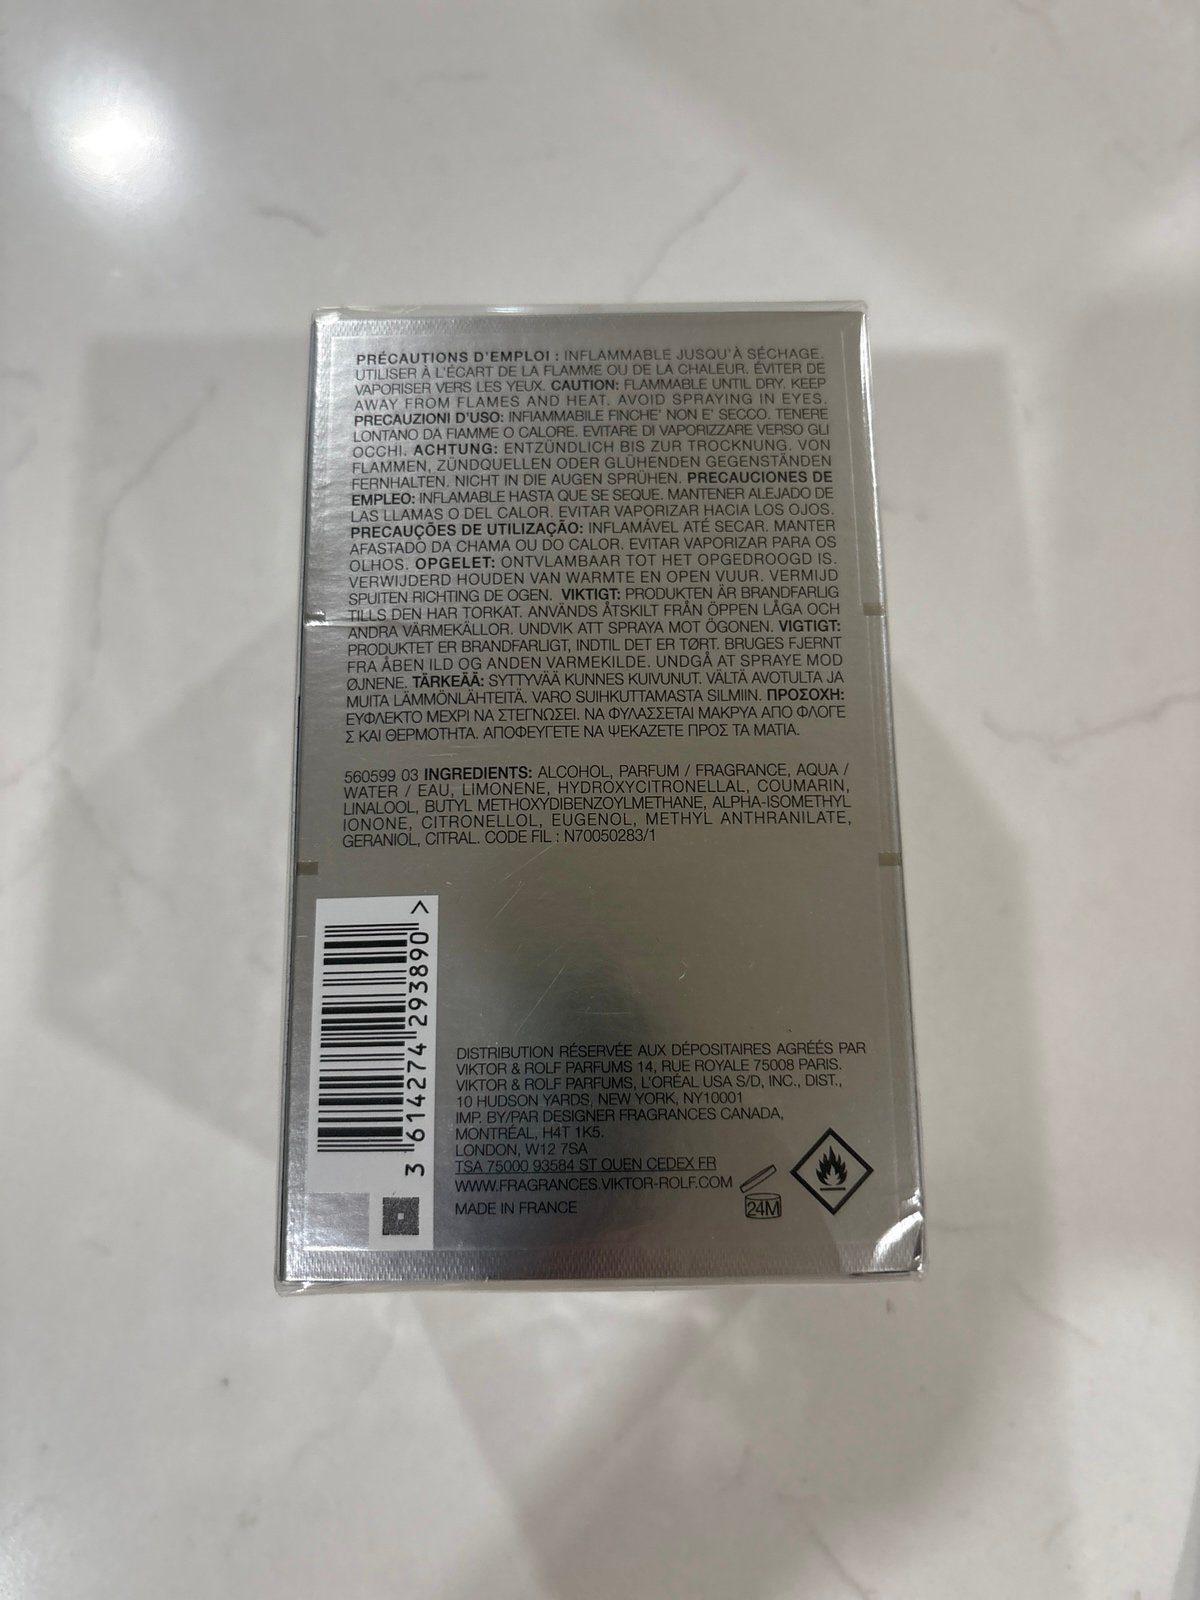 PRÉCAUTIONS D'EMPLOI : INFLAMMABLE JUSQU'À SÉCHAGE.
UTILISER À L'ÉCART DE LA FLAMME OU DE LA CHALEUR. ÉVITER DE
VAPORISER VERS LES YEUX. CAUTION: FLAMMABLE UNTIL DRY. KEEP
AWAY FROM FLAMES AND HEAT. AVOID SPRAYING IN EYES.
PRECAUZIONI D'USO: INFIAMMABILE FINCHE' NON E' SECCO. TENERE
LONTANO DA FIAMME O CALORE. EVITARE DI VAPORIZZARE VERSO GLI
OCCHI. ACHTUNG: ENTZÜNDLICH BIS ZUR TROCKNUNG. VON
FLAMMEN, ZÜNDQUELLEN ODER GLÜHENDEN GEGENSTÄNDEN
FERNHALTEN. NICHT IN DIE AUGEN SPRÜHEN. PRECAUCIONES DE
EMPLEO: INFLAMABLE HASTA QUE SE SEQUE. MANTENER ALEJADO DE
LAS LLAMAS O DEL CALOR. EVITAR VAPORIZAR HACIA LOS OJOS.
PRECAUÇÕES DE UTILIZAÇÃO: INFLAMÁVEL ATÉ SECAR. MANTER
AFASTADO DA CHAMA OU DO CALOR. EVITAR VAPORIZAR PARA OS
OLHOS. OPGELET: ONTVLAMBAAR TOT HET OPGEDROOGD IS.
VERWIJDERD HOUDEN VAN WARMTE EN OPEN VUUR. VERMIJD
SPUITEN RICHTING DE OGEN. VIKTIGT: PRODUKTEN ÄR BRANDFARLIG
TILLS DEN HAR TORKAT. ANVÄNDS ÅTSKILT FRÅN ÖPPEN LÅGA OCH
ANDRA VÄRMEKÄLLOR. UNDVIK ATT SPRAYA MOT ÖGONEN. VIGTIGT:
PRODUKTET ER BRANDFARLIGT, INDTIL DET ER TØRT. BRUGES FJERNT
FRA ÅBEN ILD OG ANDEN VARMEKILDE. UNDGÅ AT SPRAYE MOD
ØJNENE. TÄRKEÄÄ: SYTTYVÄÄ KUNNES KUIVUNUT. VÄLTÄ AVOTULTA JA
MUITA LÄMMÖNLÄHTEITÄ. VARO SUIHKUTTAMASTA SILMIIN. ΠΡΟΣΟΧΗ:
ΕΥΦΛΕΚΤΟ ΜΕΧΡΙ ΝΑ ΣΤΕΓΝΩΣΕΙ. ΝΑ ΦΥΛΑΣΣΕΤΑΙ ΜΑΚΡΥΑ ΑΠΟ ΦΛΟΓΕ
Σ ΚΑΙ ΘΕΡΜΟΤΗΤΑ. ΑΠΟΦΕΥΓΕΤΕ ΝΑ ΨΕΚΑΖΕΤΕ ΠΡΟΣ ΤΑ ΜΑΤΙΑ.
560599 03 INGREDIENTS: ALCOHOL, PARFUM / FRAGRANCE, AQUA /
WATER / EAU, LIMONENE, HYDROXYCITRONELLAL, COUMARIN,
LINALOOL, BUTYL METHOXYDIBENZOYLMETHANE, ALPHA-ISOMETHYL
IONONE, CITRONELLOL, EUGENOL, METHYL ANTHRANILATE,
GERANIOL, CITRAL. CODE FIL : N70050283/1
3 614274 293890 >
DISTRIBUTION RÉSERVÉE AUX DÉPOSITAIRES AGRÉÉS PAR
VIKTOR & ROLF PARFUMS 14, RUE ROYALE 75008 PARIS.
VIKTOR & ROLF PARFUMS, L'ORÉAL USA S/D, INC., DIST.,
10 HUDSON YARDS, NEW YORK, NY10001
IMP. BY/PAR DESIGNER FRAGRANCES CANADA,
MONTRÉAL, H4T 1K5.
LONDON, W12 7SA
TSA 75000 93584 ST OUEN CEDEX FR
WWW.FRAGRANCES.VIKTOR-ROLF.COM
24M
MADE IN FRANCE